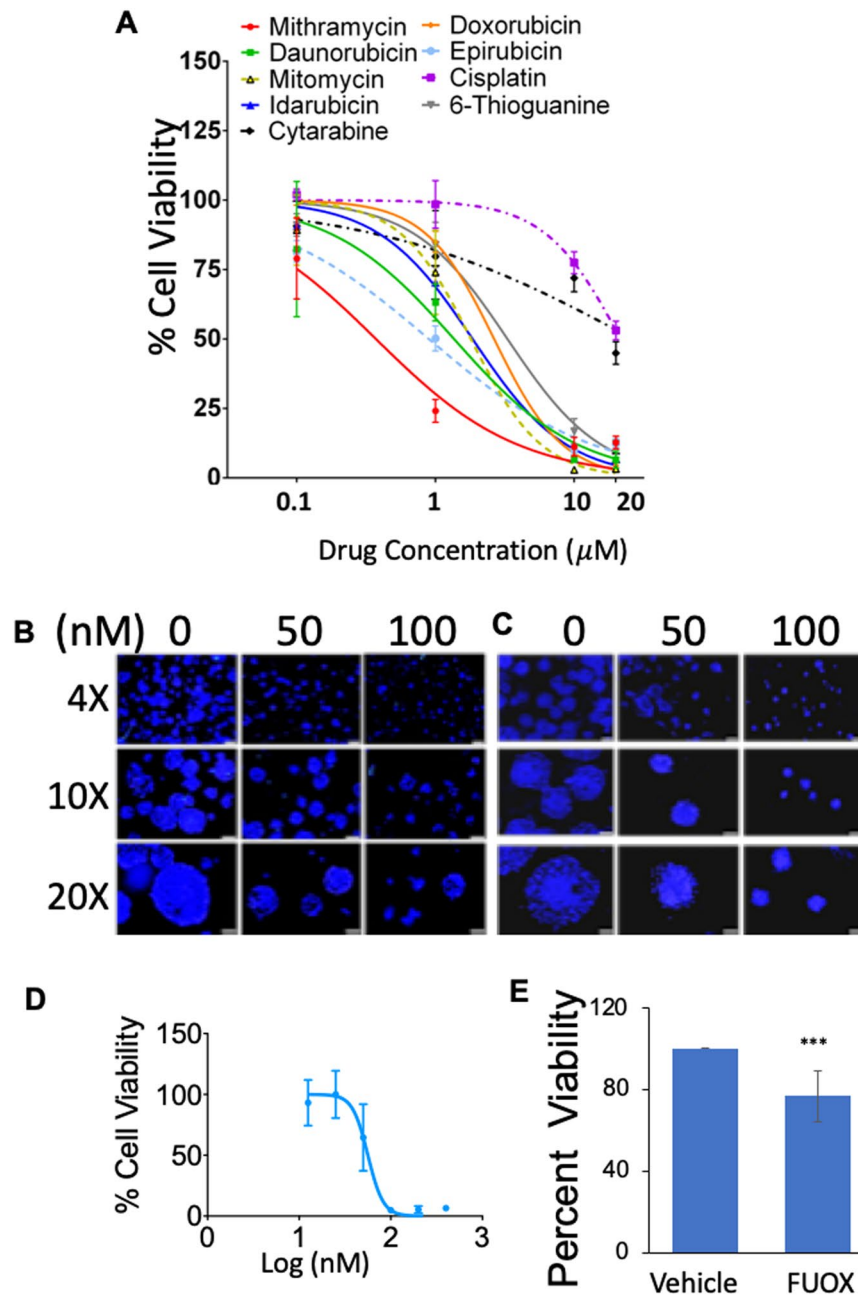 A
Mithramycin Doxorubicin
Daunorubicin Epirubicin
Mitomycin Cisplatin
Idarubicin 6-Thioguanine
Cytarabine
150
125
100
75
50
25
0
% Cell Viability
0.1 1 10 20
Drug Concentration (μM)
B (nM) 0 50 100 C 0 50 100
4X
10X
20X
D
% Cell Viability
150
100
50
0
0 1 2 3
Log (nM)
E
Percent Viability
120
80
40
0
***
Vehicle FUOX